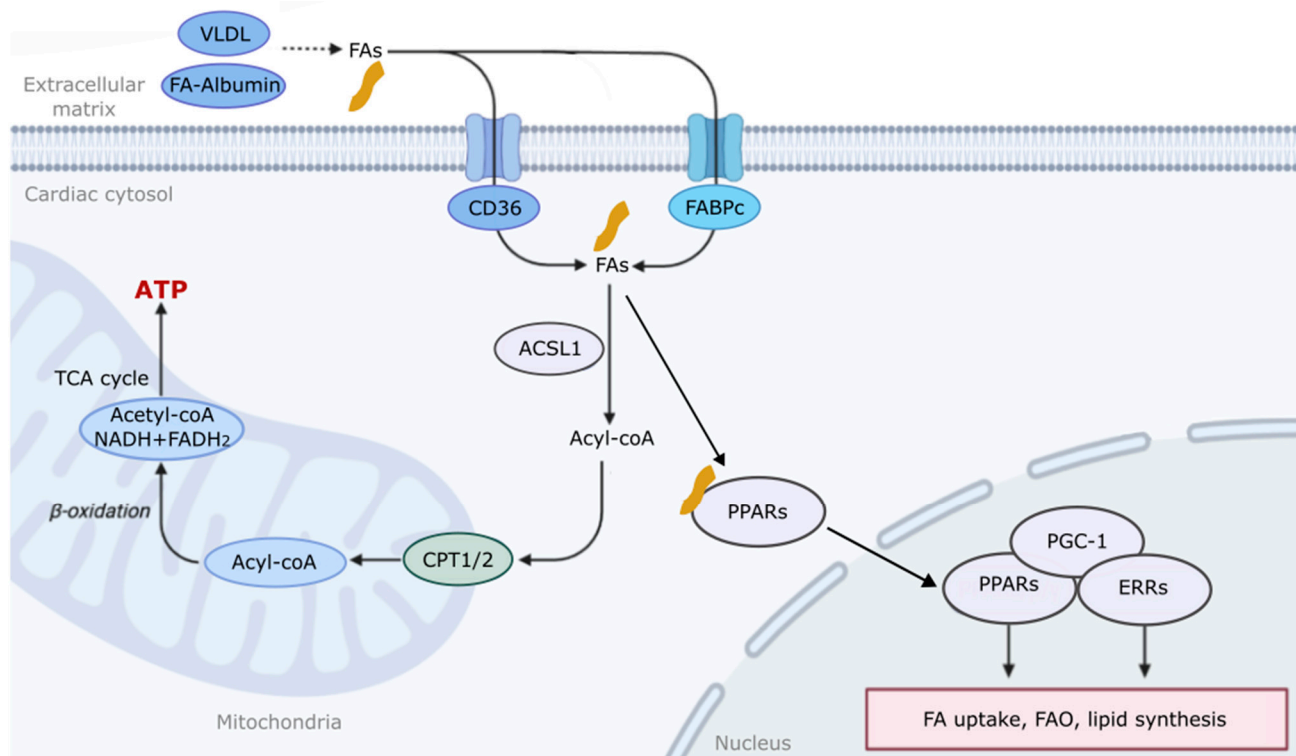 VLDL
FAs
FA-Albumin
Extracellular
matrix
Cardiac cytosol
CD36
FABPc
FAs
ATP
ACSL1
TCA cycle
Acetyl-coA
NADH+FADH₂
Acyl-coA
β-oxidation
PPARs
PGC-1
Acyl-coA
CPT1/2
PPARs
ERRs
Mitochondria
FA uptake, FAO, lipid synthesis
Nucleus